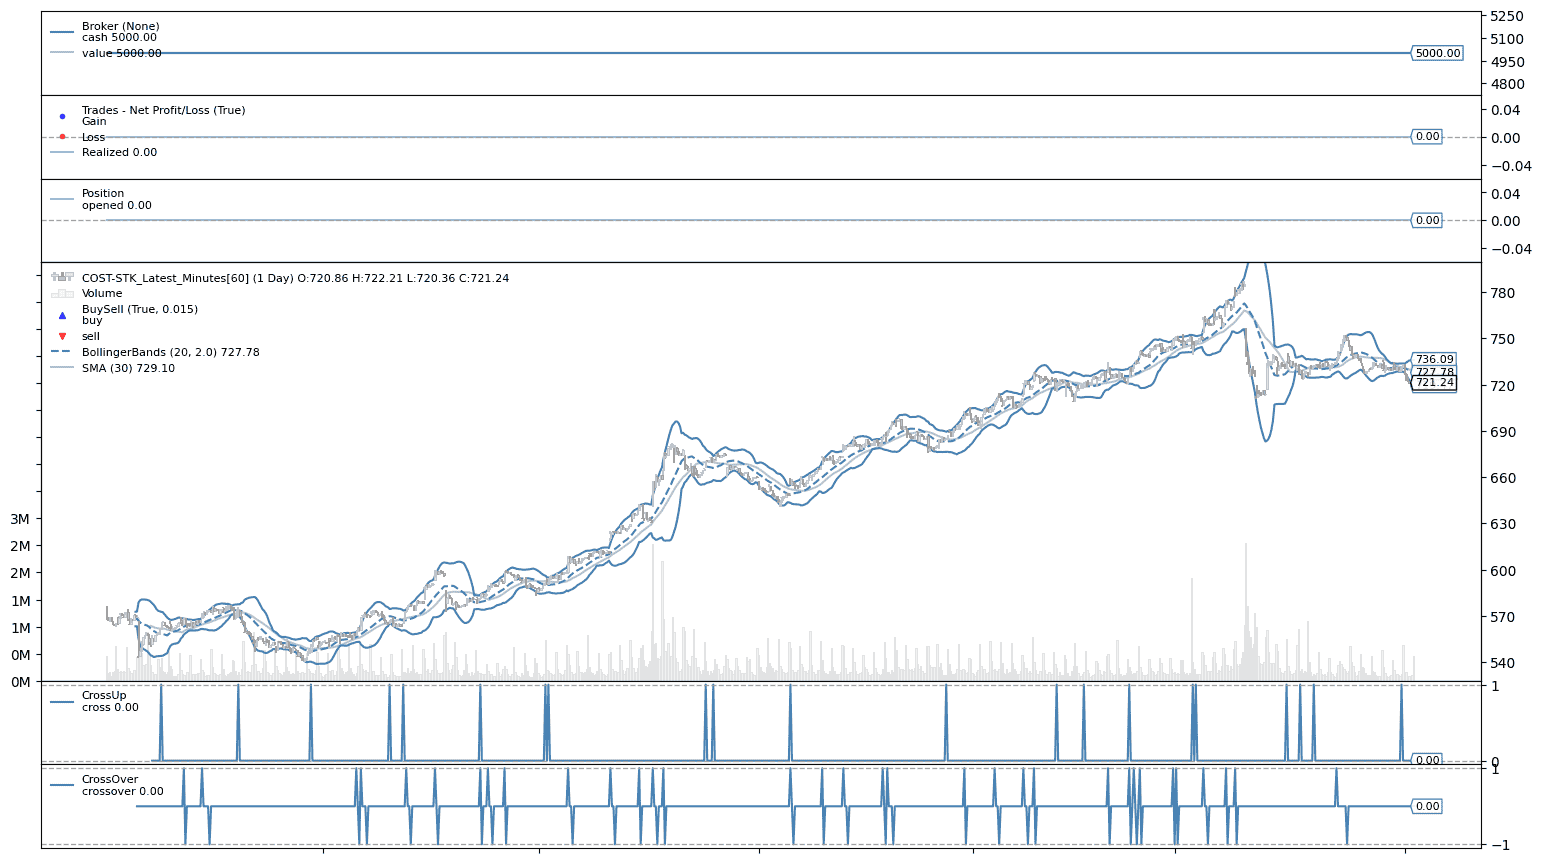 Broker (None)
cash 5000.00
value 5000.00
5250
5100
4950
4800
5000.00
Trades - Net Profit/Loss (True)
Gain
Loss
Realized 0.00
0.04
0.00
−0.04
0.00
Position
opened 0.00
0.04
0.00
−0.04
0.00
COST-STK_Latest_Minutes[60] (1 Day) O:720.86 H:722.21 L:720.36 C:721.24
Volume
BuySell (True, 0.015)
buy
sell
BollingerBands (20, 2.0) 727.78
SMA (30) 729.10
780
750
720
690
660
630
600
570
540
736.09
727.78
721.24
3M
2M
2M
1M
1M
0M
0M
CrossUp
cross 0.00
1
0
0.00
CrossOver
crossover 0.00
1
0.00
−1